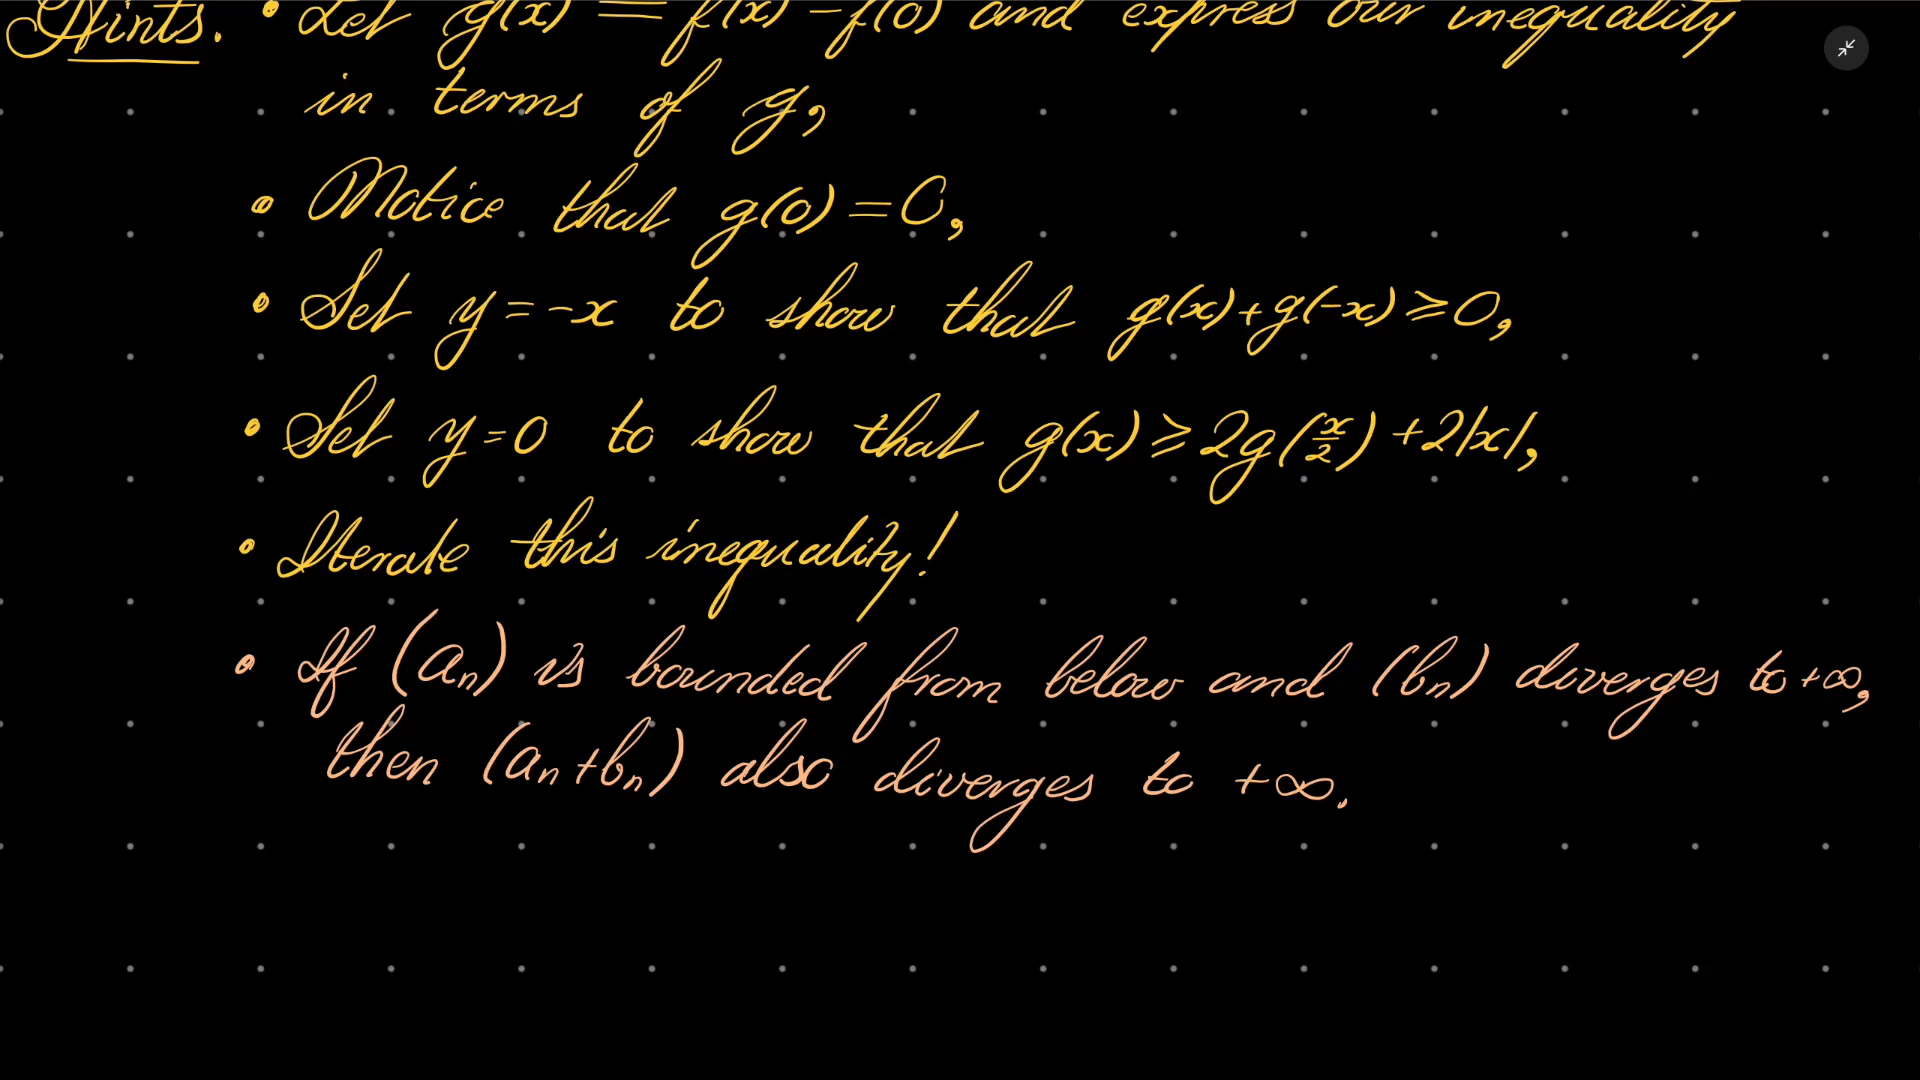 Hints. • Let g(x) = f(x) - f(0) and express our inequality
in terms of g,
• Notice that g(0) = 0,
• Set y = -x to show that g(x) + g(-x) ⩾ 0,
• Set y = 0 to show that g(x) ⩾ 2g(x/2) + 2|x|,
• Iterate this inequality!
• If (aₙ) is bounded from below and (bₙ) diverges to +∞,
then (aₙ + bₙ) also diverges to +∞.